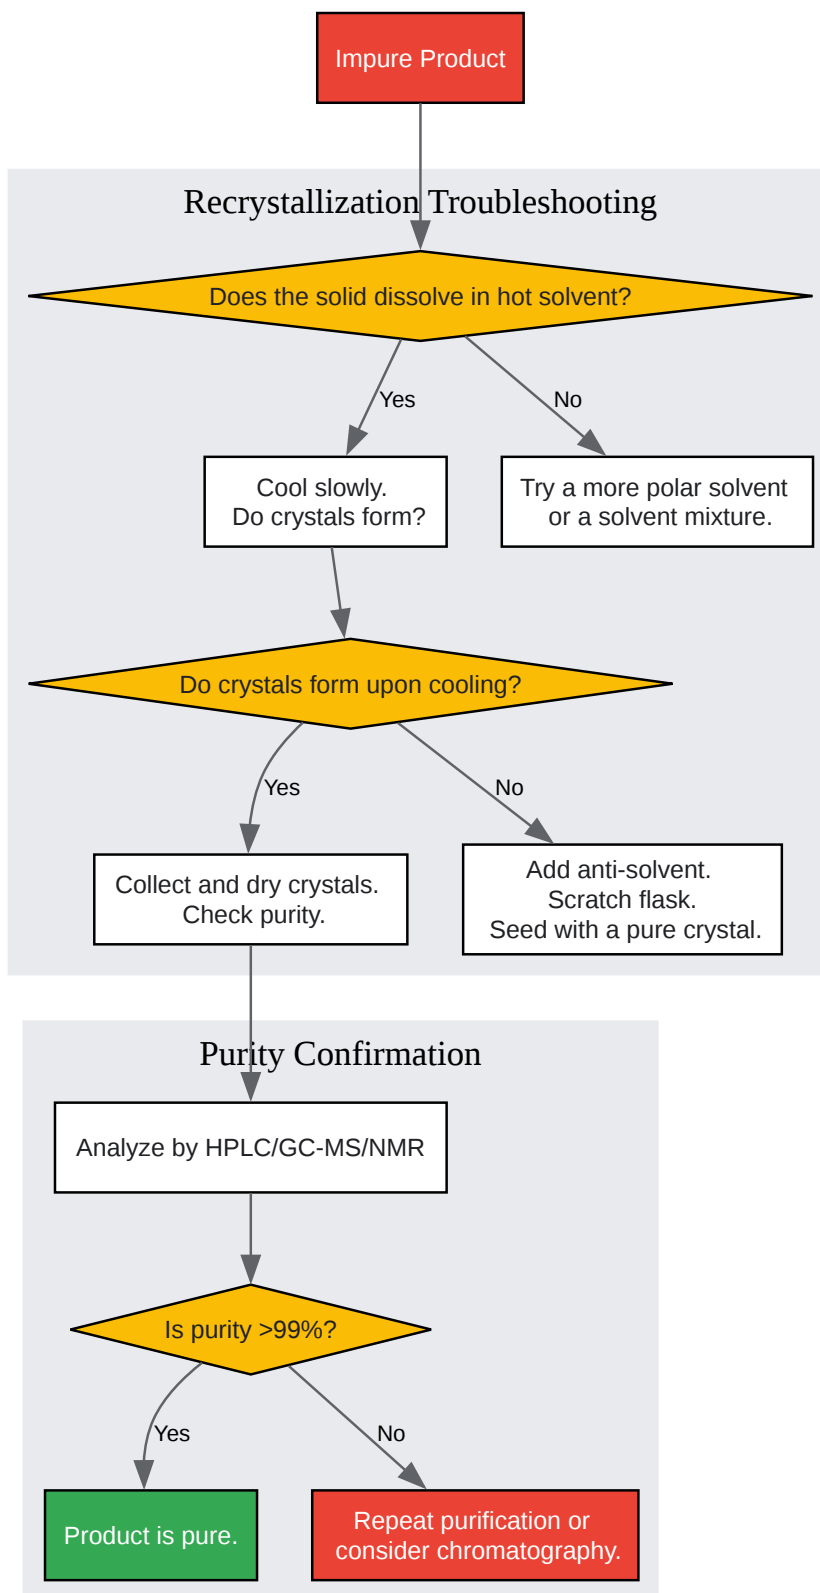 Impure Product
Recrystallization Troubleshooting
Does the solid dissolve in hot solvent?
Yes
No
Cool slowly.
Do crystals form?
Try a more polar solvent
or a solvent mixture.
Do crystals form upon cooling?
Yes
No
Collect and dry crystals.
Check purity.
Add anti-solvent.
Scratch flask.
Seed with a pure crystal.
Purity Confirmation
Analyze by HPLC/GC-MS/NMR
Is purity >99%?
Yes
No
Product is pure.
Repeat purification or
consider chromatography.